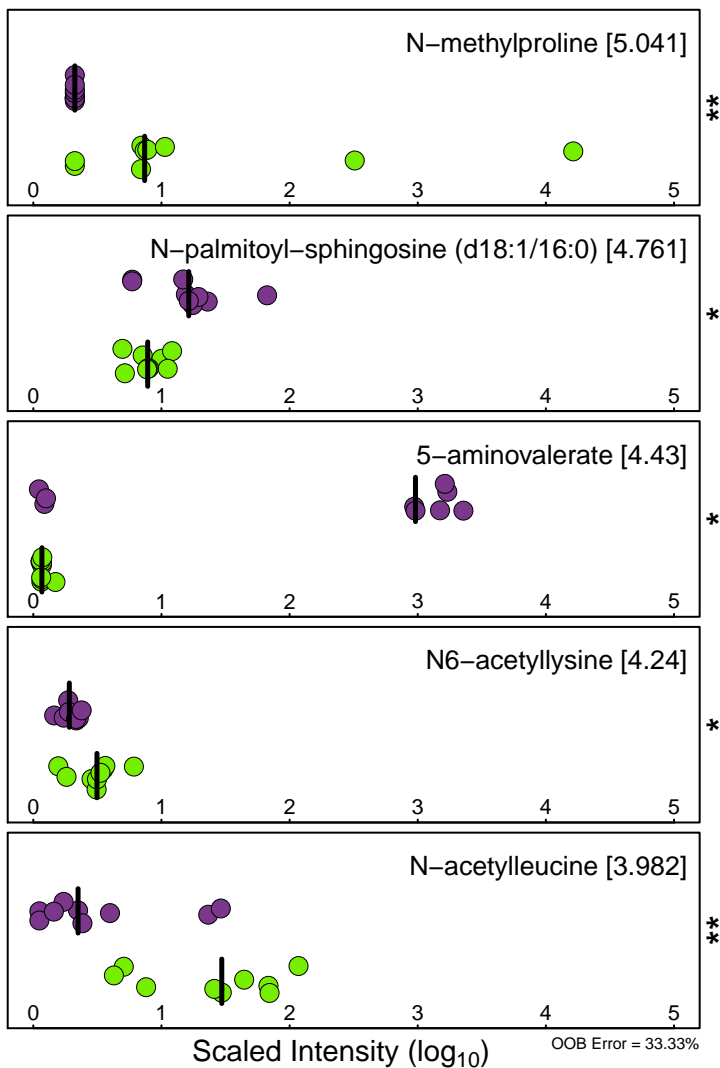 N−methylproline [5.041]
**
0 1 2 3 4 5
N−palmitoyl−sphingosine (d18:1/16:0) [4.761]
*
0 1 2 3 4 5
5−aminovalerate [4.43]
*
0 1 2 3 4 5
N6−acetyllysine [4.24]
*
0 1 2 3 4 5
N−acetylleucine [3.982]
**
0 1 2 3 4 5
Scaled Intensity (log₁₀)
OOB Error = 33.33%